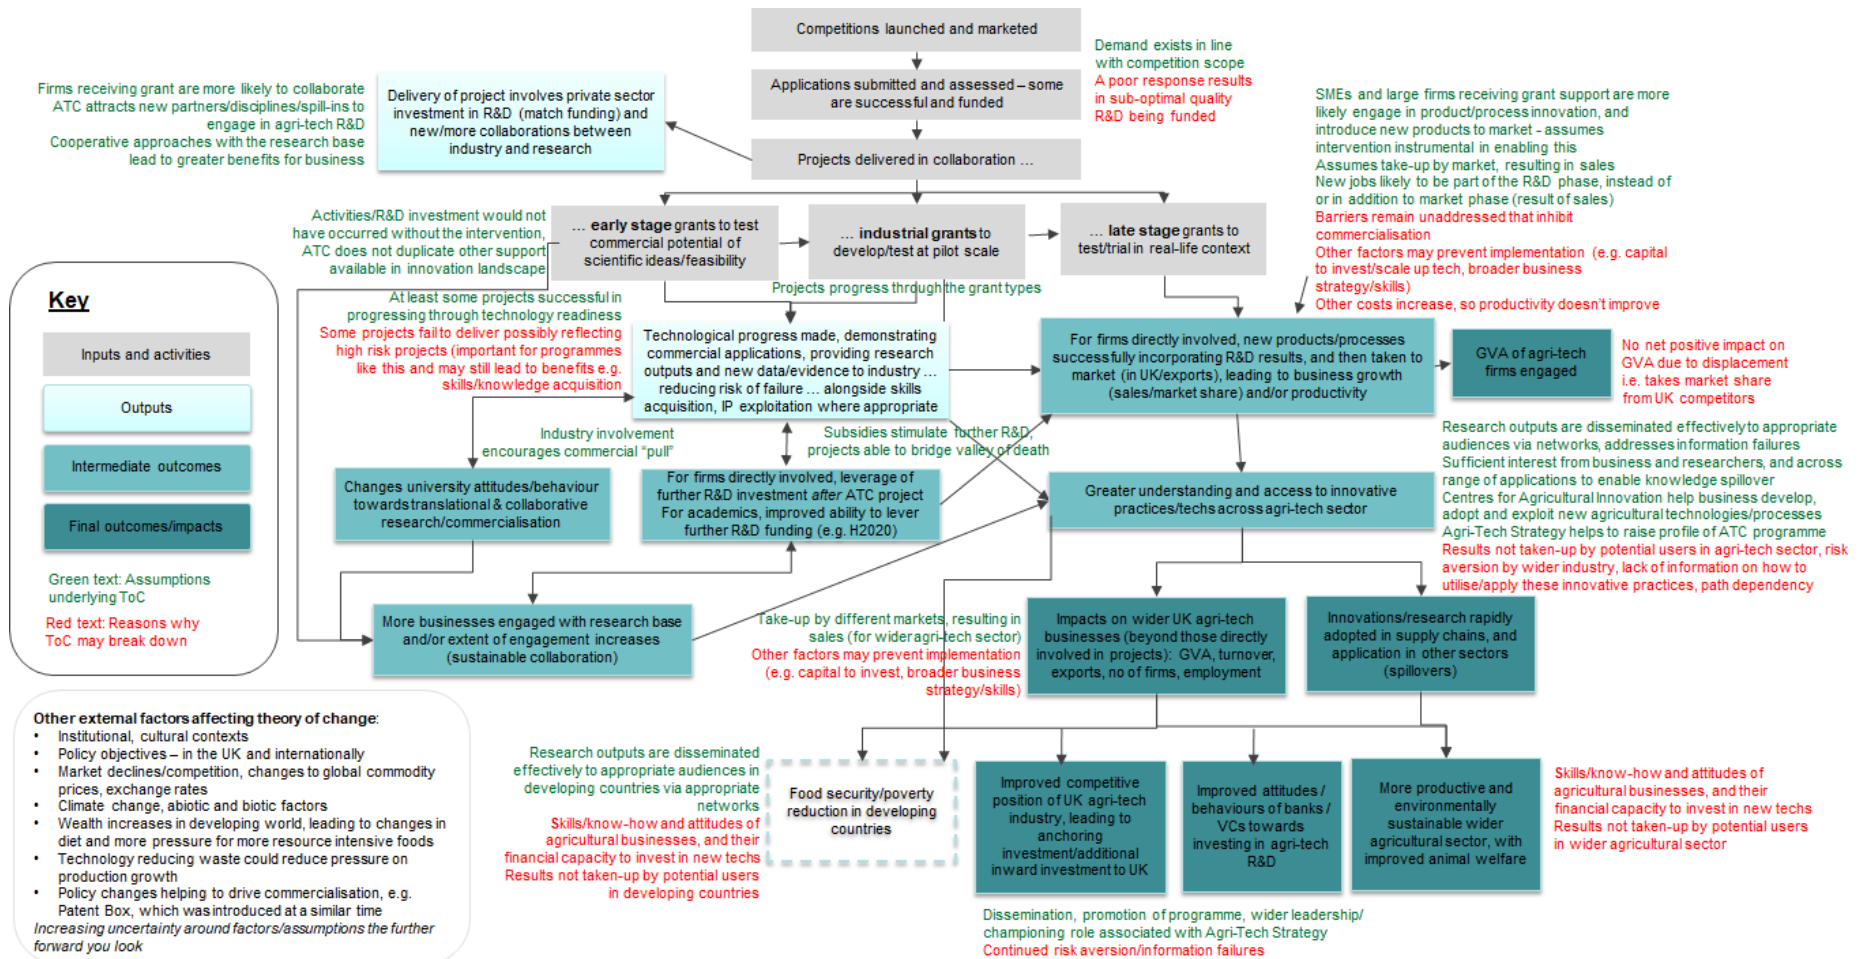 Competitions launched and marketed
Applications submitted and assessed – some
are successful and funded
Projects delivered in collaboration ...
Demand exists in line
with competition scope
A poor response results
in sub-optimal quality
R&D being funded
Firms receiving grant are more likely to collaborate
ATC attracts new partners/disciplines/spill-ins to
engage in agri-tech R&D
Cooperative approaches with the research base
lead to greater benefits for business
Delivery of project involves private sector
investment in R&D (match funding) and
new/more collaborations between
industry and research
SMEs and large firms receiving grant support are more
likely engage in product/process innovation, and
introduce new products to market - assumes
intervention instrumental in enabling this
Assumes take-up by market, resulting in sales
New jobs likely to be part of the R&D phase, instead of
or in addition to market phase (result of sales)
Barriers remain unaddressed that inhibit
commercialisation
Other factors may prevent implementation (e.g. capital
to invest/scale up tech, broader business
strategy/skills)
Other costs increase, so productivity doesn't improve
Activities/R&D investment would not
have occurred without the intervention,
ATC does not duplicate other support
available in innovation landscape
... early stage grants to test
commercial potential of
scientific ideas/feasibility
... industrial grants to
develop/test at pilot scale
... late stage grants to
test/trial in real-life context
Projects progress through the grant types
At least some projects successful in
progressing through technology readiness
Some projects fail to deliver possibly reflecting
high risk projects (important for programmes
like this and may still lead to benefits e.g.
skills/knowledge acquisition
Technological progress made, demonstrating
commercial applications, providing research
outputs and new data/evidence to industry ...
reducing risk of failure ... alongside skills
acquisition, IP exploitation where appropriate
For firms directly involved, new products/processes
successfully incorporating R&D results, and then taken to
market (in UK/exports), leading to business growth
(sales/market share) and/or productivity
GVA of agri-tech
firms engaged
No net positive impact on
GVA due to displacement
i.e. takes market share
from UK competitors
Key
Inputs and activities
Outputs
Intermediate outcomes
Final outcomes/impacts
Green text: Assumptions
underlying ToC
Red text: Reasons why
ToC may break down
Industry involvement
encourages commercial "pull"
Subsidies stimulate further R&D,
projects able to bridge valley of death
Changes university attitudes/behaviour
towards translational & collaborative
research/commercialisation
For firms directly involved, leverage of
further R&D investment after ATC project
For academics, improved ability to lever
further R&D funding (e.g. H2020)
Greater understanding and access to innovative
practices/techs across agri-tech sector
Research outputs are disseminated effectively to appropriate
audiences via networks, addresses information failures
Sufficient interest from business and researchers, and across
range of applications to enable knowledge spillover
Centres for Agricultural Innovation help business develop,
adopt and exploit new agricultural technologies/processes
Agri-Tech Strategy helps to raise profile of ATC programme
Results not taken-up by potential users in agri-tech sector, risk
aversion by wider industry, lack of information on how to
utilise/apply these innovative practices, path dependency
More businesses engaged with research base
and/or extent of engagement increases
(sustainable collaboration)
Take-up by different markets, resulting in
sales (for wider agri-tech sector)
Other factors may prevent implementation
(e.g. capital to invest, broader business
strategy/skills)
Impacts on wider UK agri-tech
businesses (beyond those directly
involved in projects): GVA, turnover,
exports, no of firms, employment
Innovations/research rapidly
adopted in supply chains, and
application in other sectors
(spillovers)
Other external factors affecting theory of change:
• Institutional, cultural contexts
• Policy objectives – in the UK and internationally
• Market declines/competition, changes to global commodity
prices, exchange rates
• Climate change, abiotic and biotic factors
• Wealth increases in developing world, leading to changes in
diet and more pressure for more resource intensive foods
• Technology reducing waste could reduce pressure on
production growth
• Policy changes helping to drive commercialisation, e.g.
Patent Box, which was introduced at a similar time
Increasing uncertainty around factors/assumptions the further
forward you look
Research outputs are disseminated
effectively to appropriate audiences in
developing countries via appropriate
networks
Skills/know-how and attitudes of
agricultural businesses, and their
financial capacity to invest in new techs
Results not taken-up by potential users
in developing countries
Food security/poverty
reduction in developing
countries
Improved competitive
position of UK agri-tech
industry, leading to
anchoring
investment/additional
inward investment to UK
Improved attitudes /
behaviours of banks /
VCs towards
investing in agri-tech
R&D
More productive and
environmentally
sustainable wider
agricultural sector, with
improved animal welfare
Skills/know-how and attitudes of
agricultural businesses, and their
financial capacity to invest in new techs
Results not taken-up by potential users
in wider agricultural sector
Dissemination, promotion of programme, wider leadership/
championing role associated with Agri-Tech Strategy
Continued risk aversion/information failures